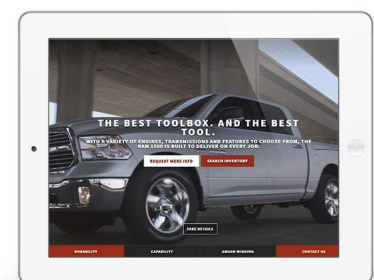 THE BEST TOOLBOX. AND THE BEST
TOOL.
WITH A VARIETY OF ENGINES, TRANSMISSIONS AND FEATURES TO CHOOSE FROM, THE
RAM 1500 IS BUILT TO DELIVER ON EVERY JOB.
REQUEST MORE INFO SEARCH INVENTORY
MORE DETAILS
DURABILITY CAPABILITY AWARD-WINNING CONTACT US